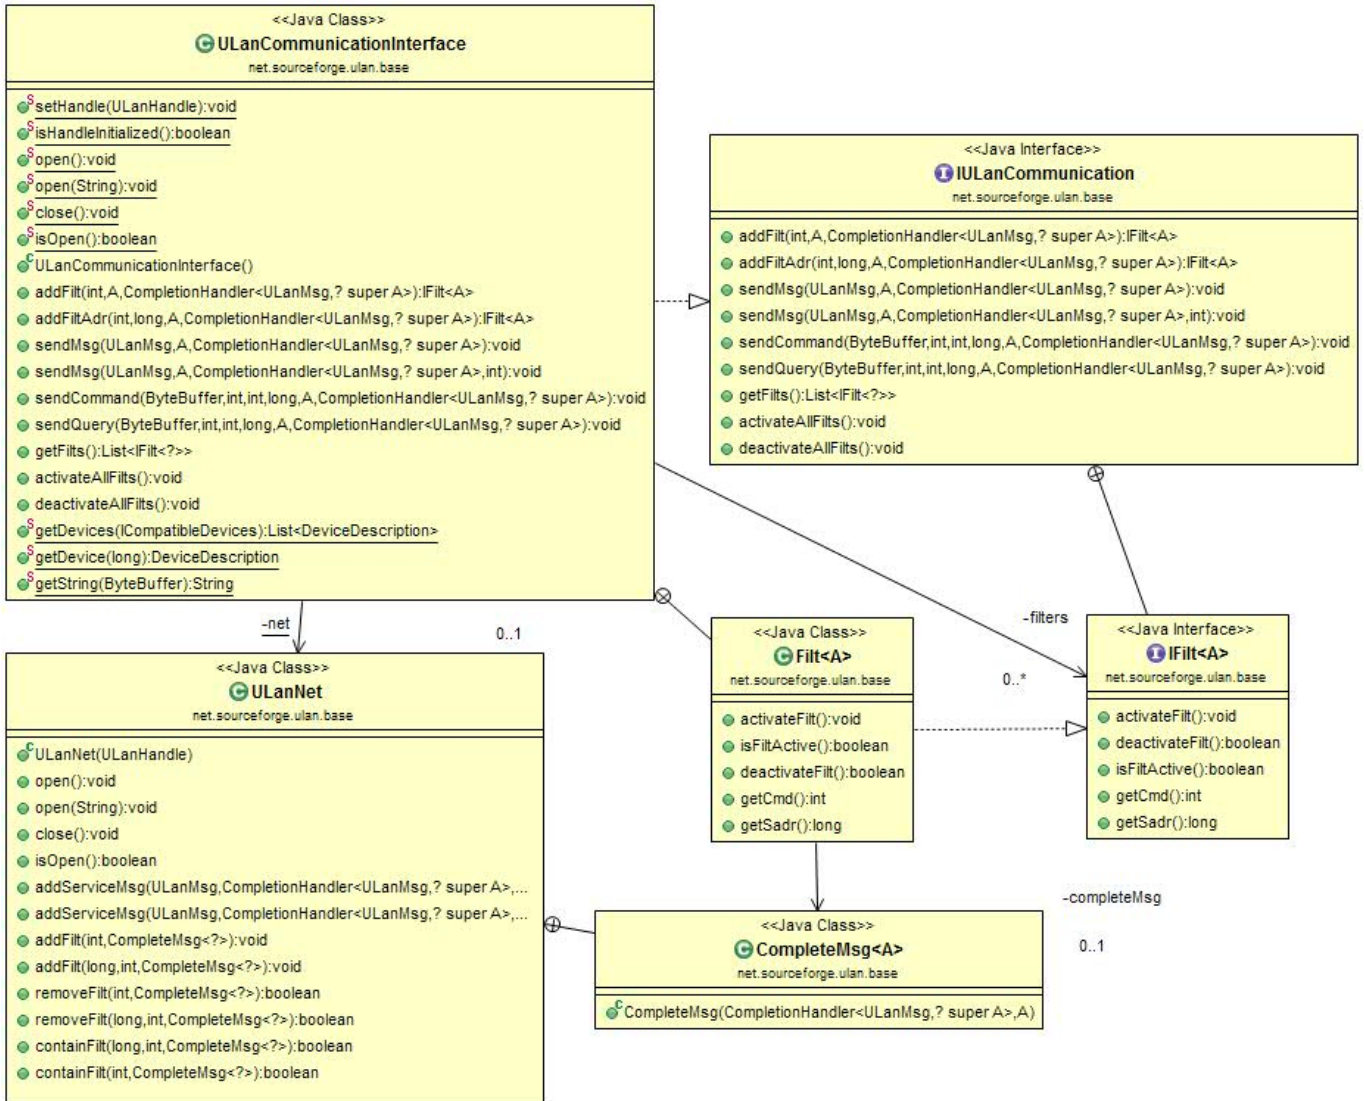 <<Java Class>>
ULanCommunicationInterface
net.sourceforge.ulan.base
setHandle(ULanHandle):void
isHandleInitialized():boolean
open():void
open(String):void
close():void
isOpen():boolean
ULanCommunicationInterface()
addFilt(int,A,CompletionHandler<ULanMsg,? super A>):IFilt<A>
addFiltAdr(int,long,A,CompletionHandler<ULanMsg,? super A>):IFilt<A>
sendMsg(ULanMsg,A,CompletionHandler<ULanMsg,? super A>):void
sendMsg(ULanMsg,A,CompletionHandler<ULanMsg,? super A>,int):void
sendCommand(ByteBuffer,int,int,long,A,CompletionHandler<ULanMsg,? super A>):void
sendQuery(ByteBuffer,int,int,long,A,CompletionHandler<ULanMsg,? super A>):void
getFilts():List<IFilt<?>>
activateAllFilts():void
deactivateAllFilts():void
getDevices(ICompatibleDevices):List<DeviceDescription>
getDevice(long):DeviceDescription
getString(ByteBuffer):String
<<Java Interface>>
IULanCommunication
net.sourceforge.ulan.base
addFilt(int,A,CompletionHandler<ULanMsg,? super A>):IFilt<A>
addFiltAdr(int,long,A,CompletionHandler<ULanMsg,? super A>):IFilt<A>
sendMsg(ULanMsg,A,CompletionHandler<ULanMsg,? super A>):void
sendMsg(ULanMsg,A,CompletionHandler<ULanMsg,? super A>,int):void
sendCommand(ByteBuffer,int,int,long,A,CompletionHandler<ULanMsg,? super A>):void
sendQuery(ByteBuffer,int,int,long,A,CompletionHandler<ULanMsg,? super A>):void
getFilts():List<IFilt<?>>
activateAllFilts():void
deactivateAllFilts():void
-net
0..1
-filters
0..*
<<Java Class>>
ULanNet
net.sourceforge.ulan.base
ULanNet(ULanHandle)
open():void
open(String):void
close():void
isOpen():boolean
addServiceMsg(ULanMsg,CompletionHandler<ULanMsg,? super A>,...
addServiceMsg(ULanMsg,CompletionHandler<ULanMsg,? super A>,...
addFilt(int,CompleteMsg<?>):void
addFilt(long,int,CompleteMsg<?>):void
removeFilt(int,CompleteMsg<?>):boolean
removeFilt(long,int,CompleteMsg<?>):boolean
containFilt(long,int,CompleteMsg<?>):boolean
containFilt(int,CompleteMsg<?>):boolean
<<Java Class>>
Filt<A>
net.sourceforge.ulan.base
activateFilt():void
isFiltActive():boolean
deactivateFilt():boolean
getCmd():int
getSadr():long
<<Java Interface>>
IFilt<A>
net.sourceforge.ulan.base
activateFilt():void
deactivateFilt():boolean
isFiltActive():boolean
getCmd():int
getSadr():long
-completeMsg
0..1
<<Java Class>>
CompleteMsg<A>
net.sourceforge.ulan.base
CompleteMsg(CompletionHandler<ULanMsg,? super A>,A)